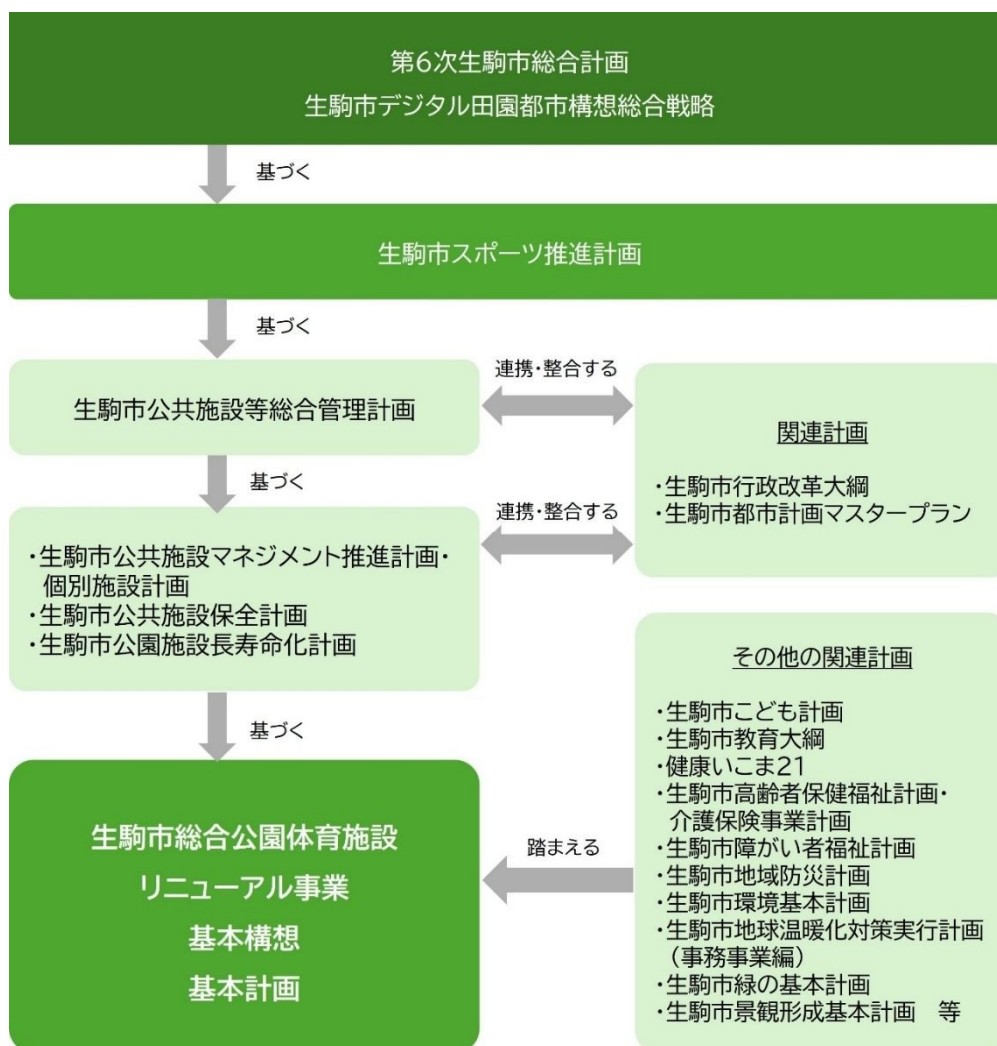 第6次生駒市総合計画
生駒市デジタル田園都市構想総合戦略
基づく
生駒市スポーツ推進計画
基づく
生駒市公共施設等総合管理計画
連携・整合する
関連計画
・生駒市行政改革大綱
・生駒市都市計画マスタープラン
基づく
連携・整合する
・生駒市公共施設マネジメント推進計画・
個別施設計画
・生駒市公共施設保全計画
・生駒市公園施設長寿命化計画
基づく
その他の関連計画
・生駒市こども計画
・生駒市教育大綱
・健康いこま21
・生駒市高齢者保健福祉計画・
介護保険事業計画
・生駒市障がい者福祉計画
・生駒市地域防災計画
・生駒市環境基本計画
・生駒市地球温暖化対策実行計画
（事務事業編）
・生駒市緑の基本計画
・生駒市景観形成基本計画　等
踏まえる
生駒市総合公園体育施設
リニューアル事業
基本構想
基本計画